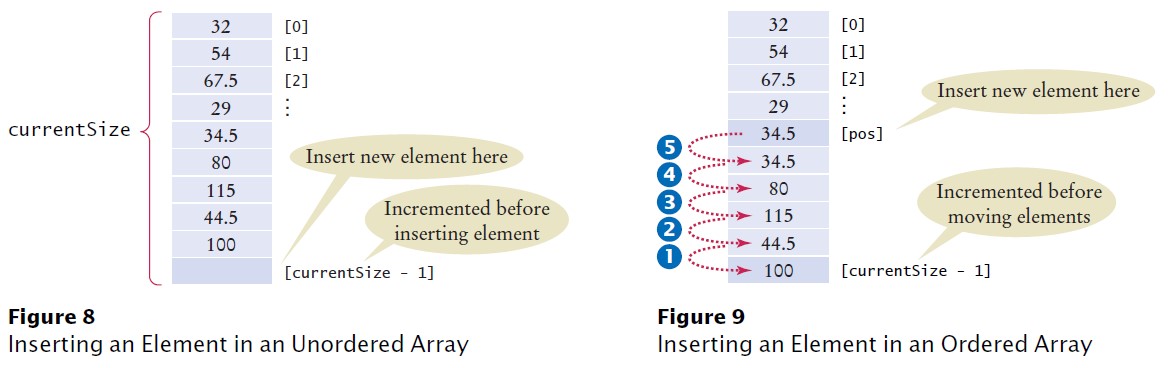 currentSize
32 [0]
54 [1]
67.5 [2]
29 ⋮
34.5
80
115
44.5
100
Insert new element here
Incremented before
inserting element
[currentSize - 1]
Figure 8
Inserting an Element in an Unordered Array
32 [0]
54 [1]
67.5 [2]
29 ⋮
34.5 [pos]
34.5
80
115
44.5
100 [currentSize - 1]
5
4
3
2
1
Insert new element here
Incremented before
moving elements
Figure 9
Inserting an Element in an Ordered Array